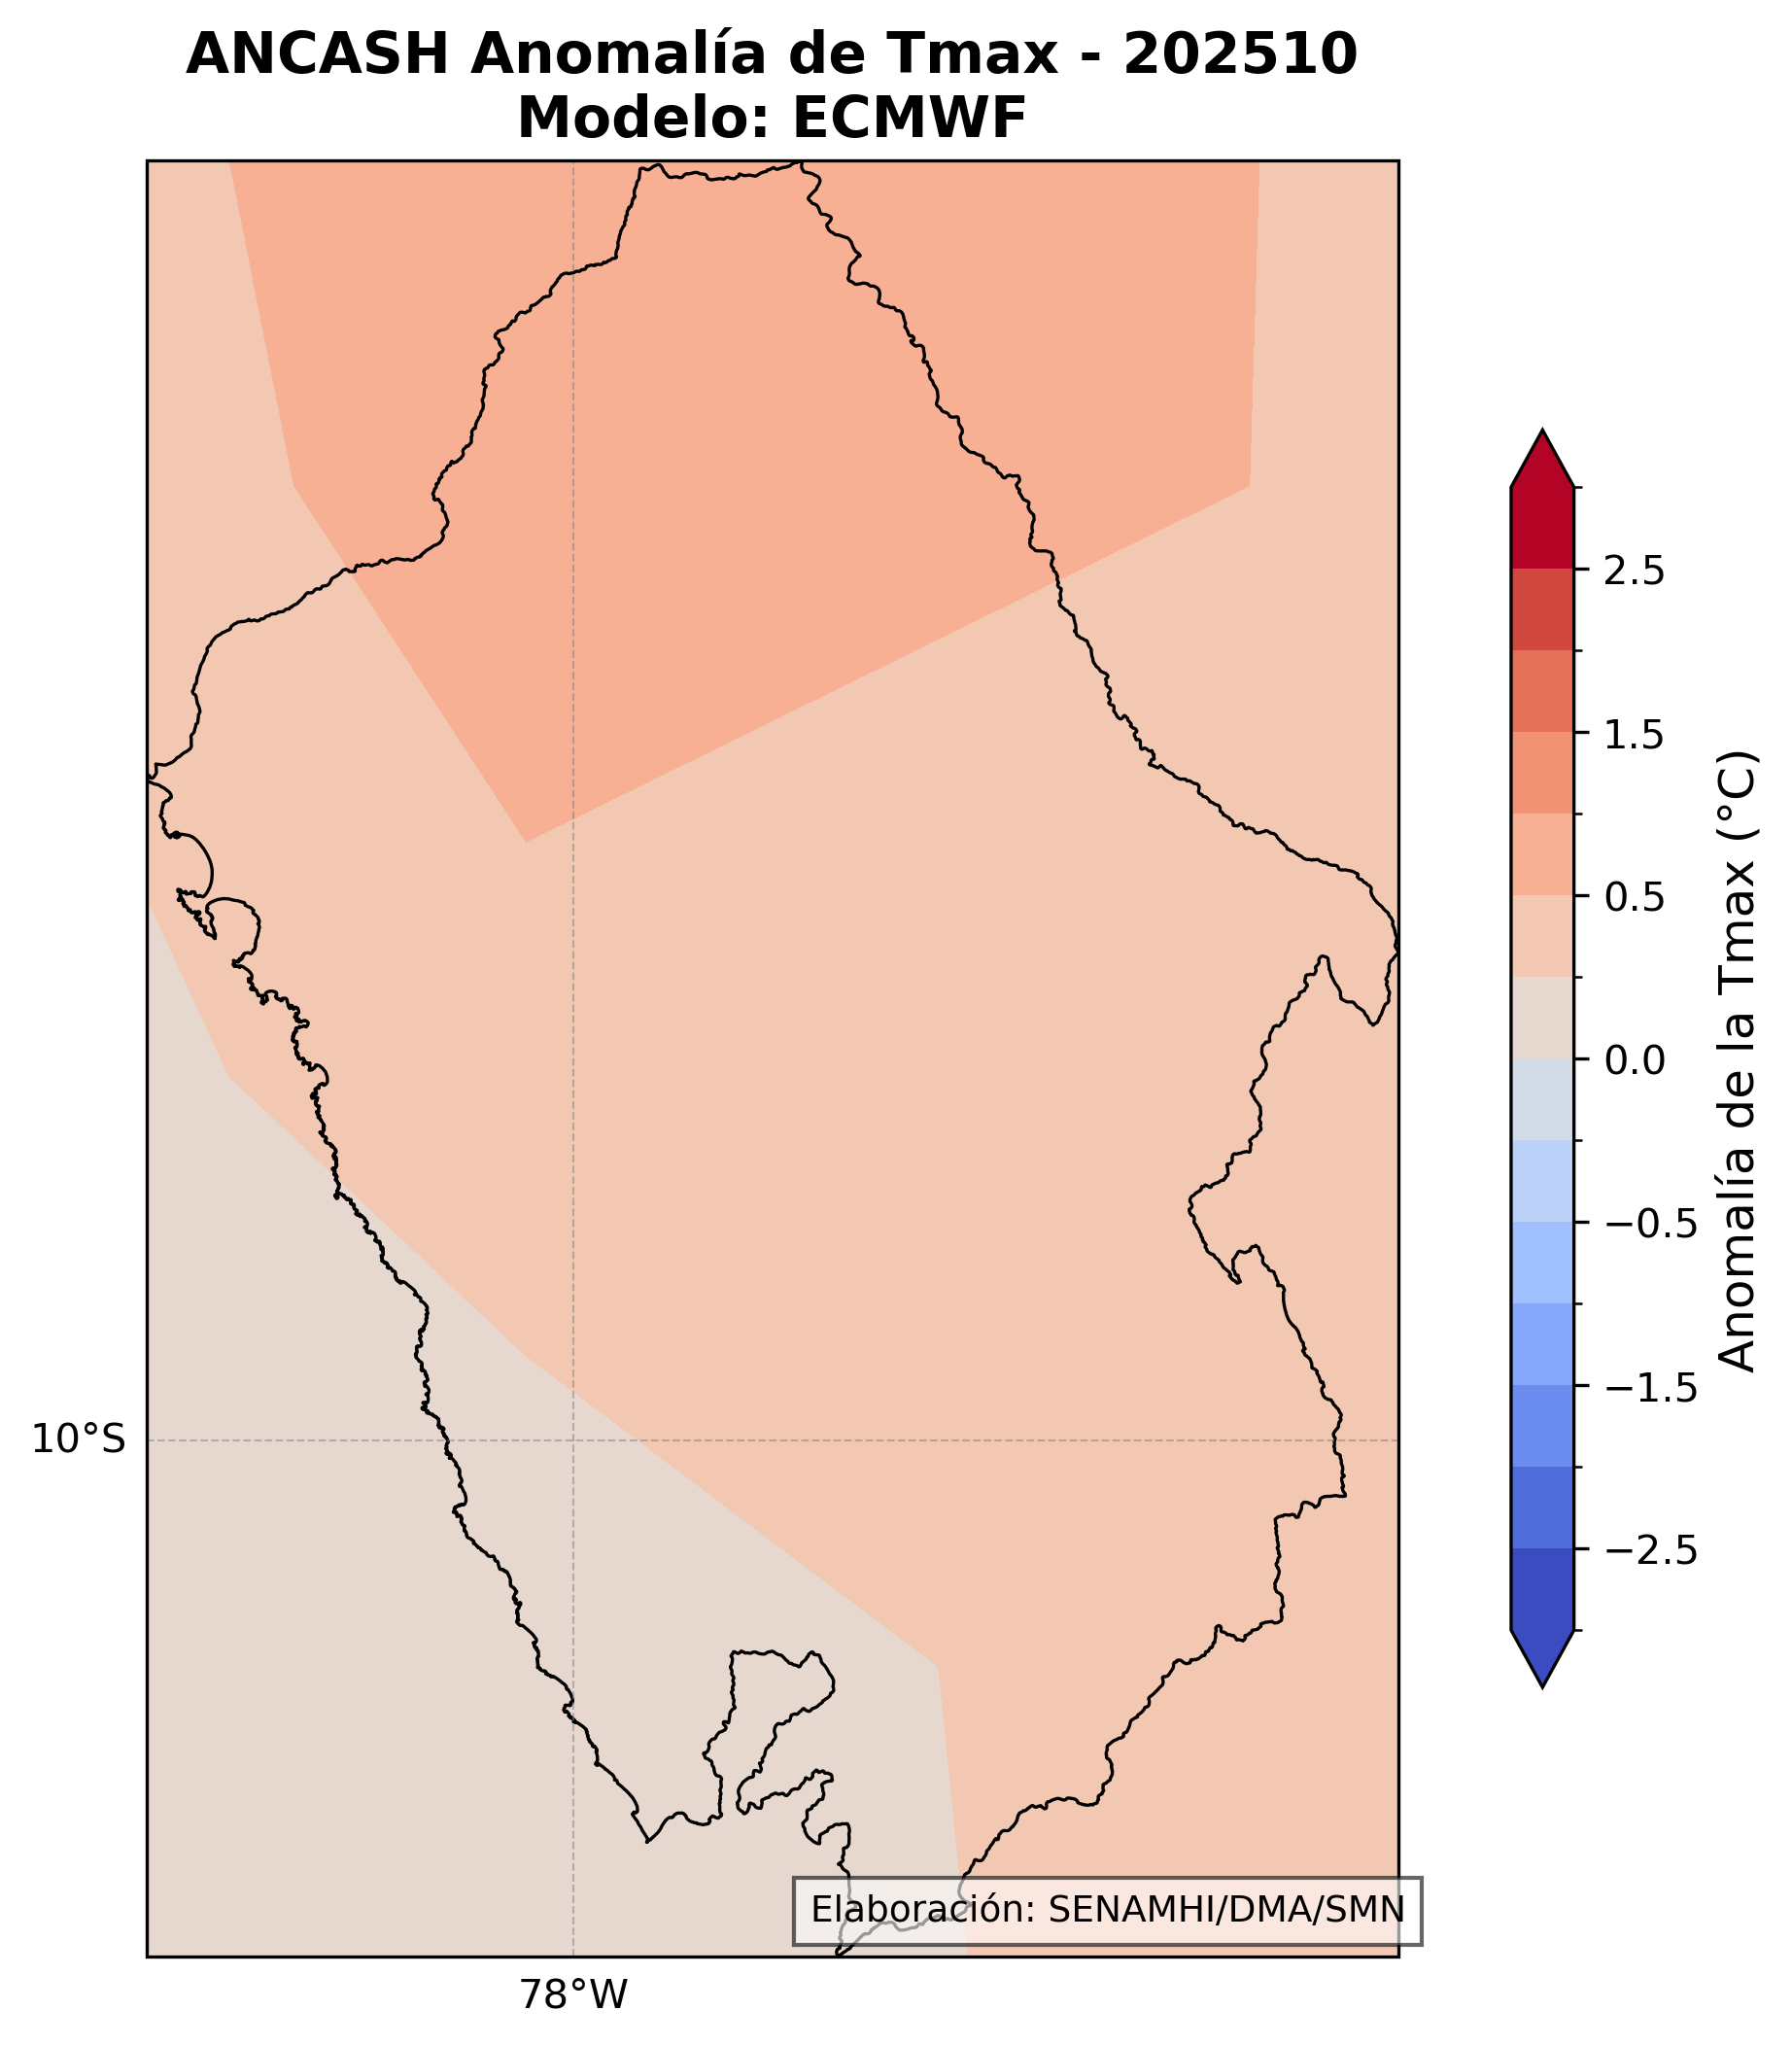 ANCASH Anomalía de Tmax - 202510
Modelo: ECMWF
2.5
1.5
0.5
0.0
−0.5
−1.5
−2.5
Anomalía de la Tmax (°C)
10°S
78°W
Elaboración: SENAMHI/DMA/SMN